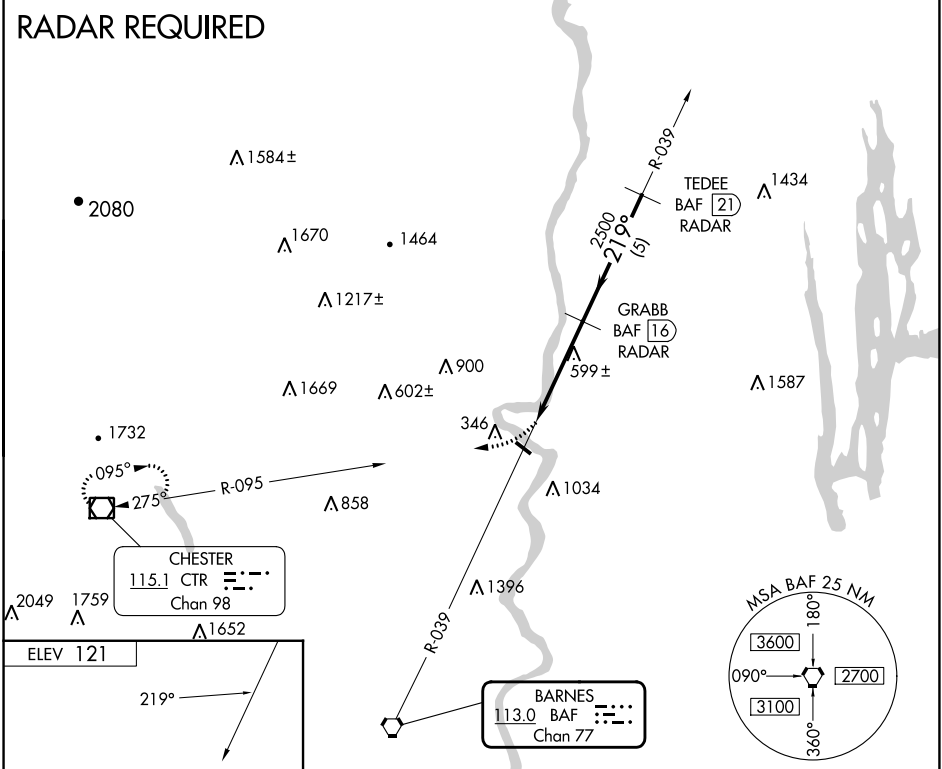 RADAR REQUIRED
1584±
2080
1670
1464
1217±
R-039
TEDEE
BAF 21
RADAR
1434
2500
219°
(5)
GRABB
BAF 16
RADAR
599±
900
1669
602±
1587
346
1732
095°
275°
R-095
858
1034
CHESTER
115.1 CTR
Chan 98
2049
1759
1652
1396
R-039
ELEV 121
219°
BARNES
113.0 BAF
Chan 77
MSA BAF 25 NM
180°
3600
090°
2700
3100
360°